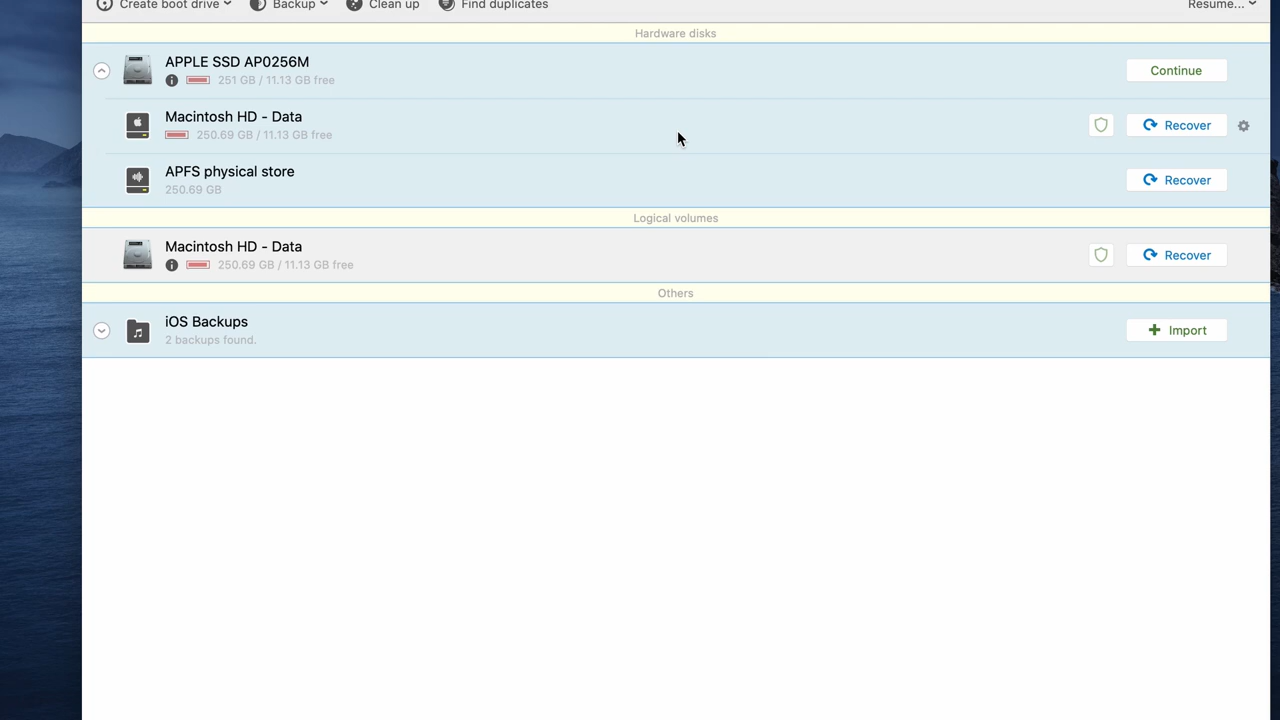 Create boot drive Backup Clean up Find duplicates Resume...
Hardware disks
APPLE SSD AP0256M
251 GB / 11.13 GB free
Continue
Macintosh HD - Data
250.69 GB / 11.13 GB free
Recover
APFS physical store
250.69 GB
Recover
Logical volumes
Macintosh HD - Data
250.69 GB / 11.13 GB free
Recover
Others
iOS Backups
2 backups found.
Import